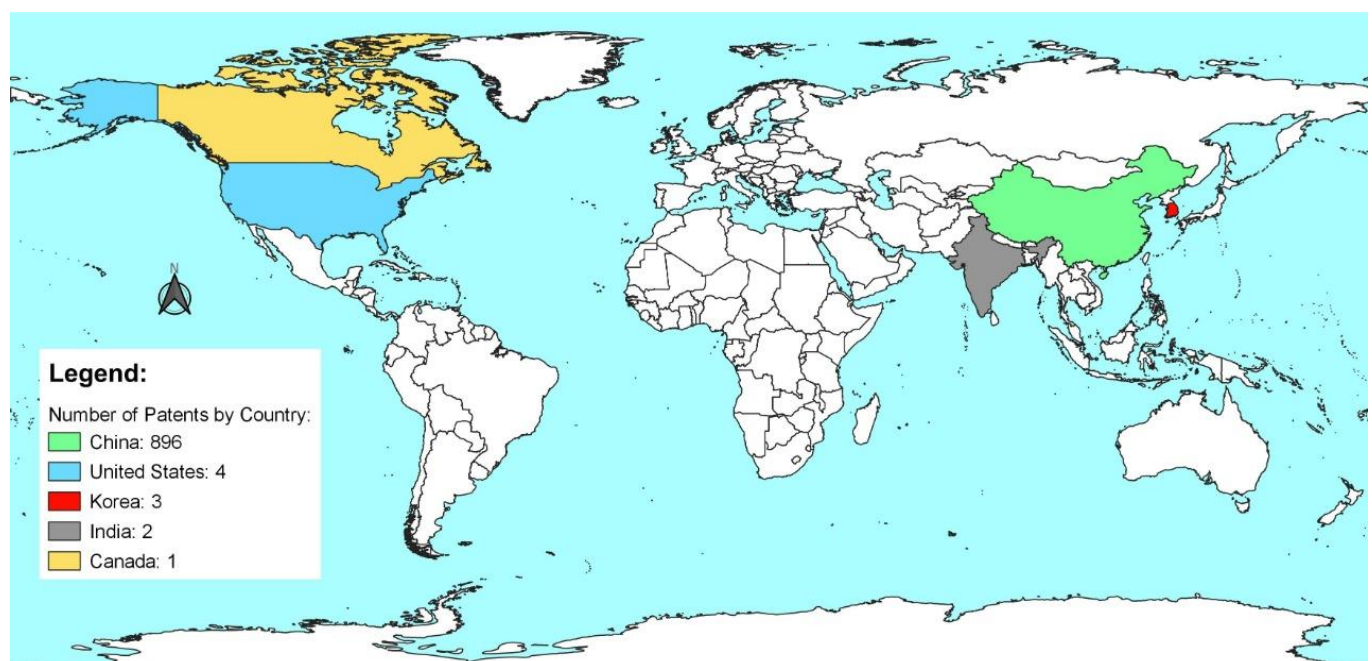 N
Legend:
Number of Patents by Country:
China: 896
United States: 4
Korea: 3
India: 2
Canada: 1